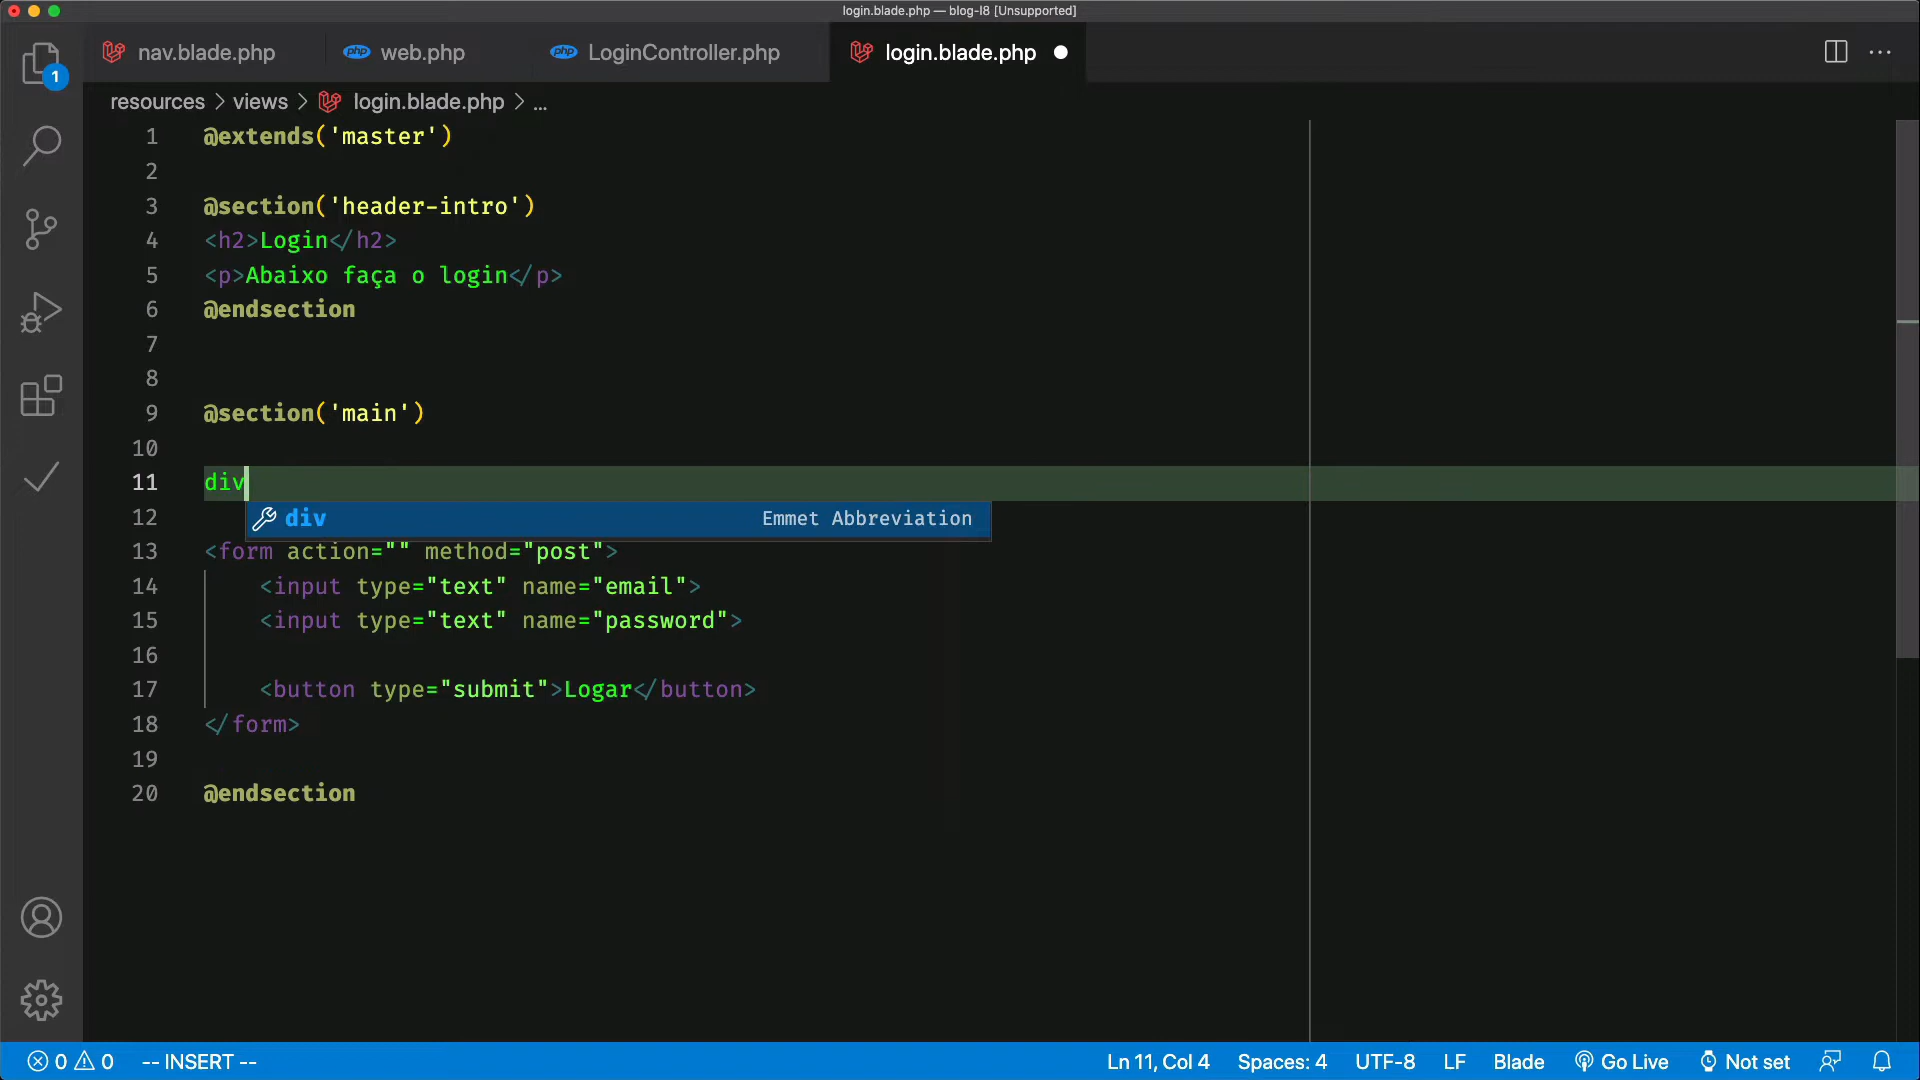 login.blade.php — blog-l8 [Unsupported]
nav.blade.php
web.php
LoginController.php
login.blade.php
1
resources > views > login.blade.php > ...
1 @extends('master')
2
3 @section('header-intro')
4 <h2>Login</h2>
5 <p>Abaixo faça o login</p>
6 @endsection
7
8
9 @section('main')
10
11 div
12 div Emmet Abbreviation
13 <form action="" method="post">
14 <input type="text" name="email">
15 <input type="text" name="password">
16
17 <button type="submit">Logar</button>
18 </form>
19
20 @endsection
0 0 -- INSERT -- Ln 11, Col 4 Spaces: 4 UTF-8 LF Blade Go Live Not set